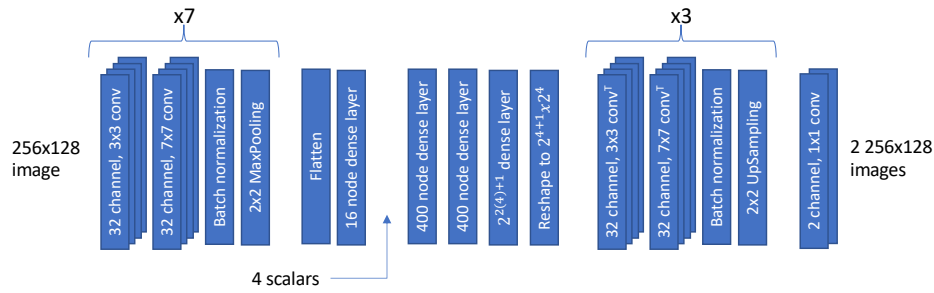 x7
x3
256x128
image
32 channel, 3x3 conv
32 channel, 7x7 conv
Batch normalization
2x2 MaxPooling
Flatten
16 node dense layer
4 scalars
400 node dense layer
400 node dense layer
2^{2(4)+1} dense layer
Reshape to 2^{4+1}x2^4
32 channel, 3x3 conv^T
32 channel, 7x7 conv^T
Batch normalization
2x2 UpSampling
2 channel, 1x1 conv
2 256x128
images